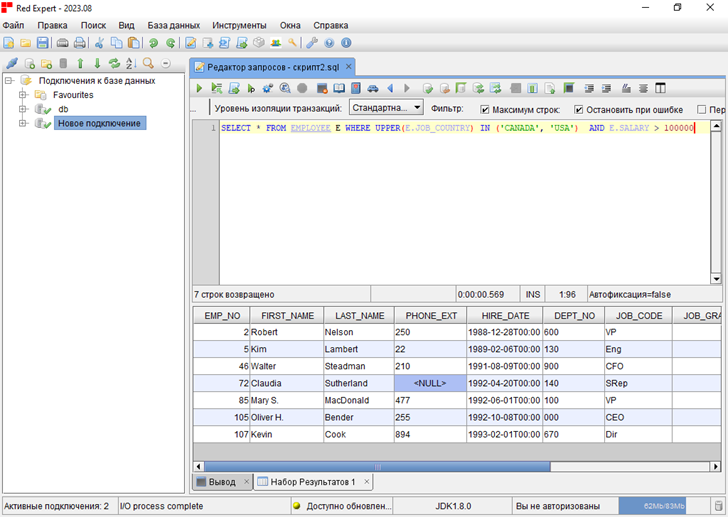 Red Expert - 2023.08
Файл Правка Поиск Вид База данных Инструменты Окна Справка
Подключения к базе данных
Favourites
db
Новое подключение
Редактор запросов - скрипт2.sql
Уровень изоляции транзакций: Стандартна... Фильтр: Максимум строк: Остановить при ошибке Пер
1 SELECT * FROM EMPLOYEE E WHERE UPPER(E.JOB_COUNTRY) IN ('CANADA', 'USA') AND E.SALARY > 100000
7 строк возвращено 0:00:00.569 INS 1:96 Автофиксация=false
EMP_NO FIRST_NAME LAST_NAME PHONE_EXT HIRE_DATE DEPT_NO JOB_CODE JOB_GRA
2 Robert Nelson 250 1988-12-28T00:00 600 VP
5 Kim Lambert 22 1989-02-06T00:00 130 Eng
46 Walter Steadman 210 1991-08-09T00:00 900 CFO
72 Claudia Sutherland <NULL> 1992-04-20T00:00 140 SRep
85 Mary S. MacDonald 477 1992-06-01T00:00 100 VP
105 Oliver H. Bender 255 1992-10-08T00:00 000 CEO
107 Kevin Cook 894 1993-02-01T00:00 670 Dir
Вывод Набор Результатов 1
Активные подключения: 2 I/O process complete Доступно обновлен... JDK1.8.0 Вы не авторизованы 62Mb/83Mb